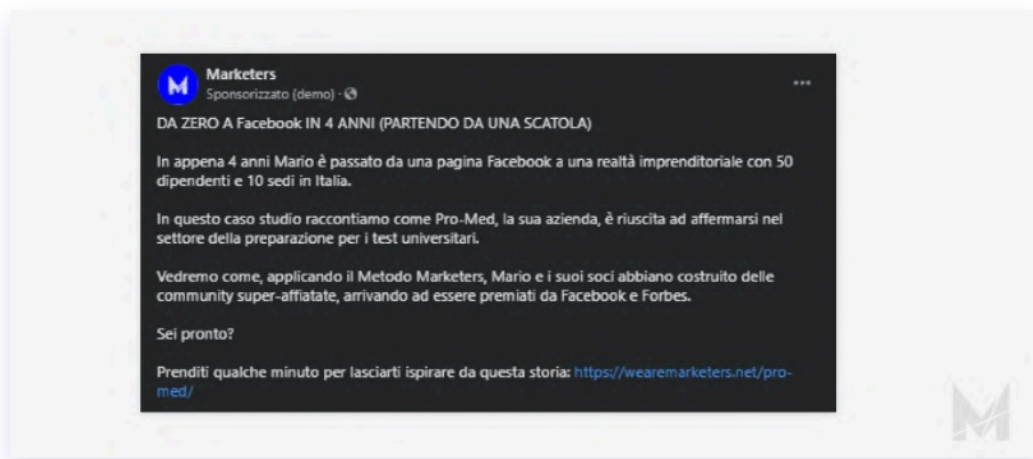 Marketers
Sponsorizzato (demo) ·
DA ZERO A Facebook IN 4 ANNI (PARTENDO DA UNA SCATOLA)
In appena 4 anni Mario è passato da una pagina Facebook a una realtà imprenditoriale con 50
dipendenti e 10 sedi in Italia.
In questo caso studio raccontiamo come Pro-Med, la sua azienda, è riuscita ad affermarsi nel
settore della preparazione per i test universitari.
Vedremo come, applicando il Metodo Marketers, Mario e i suoi soci abbiano costruito delle
community super-affiatate, arrivando ad essere premiati da Facebook e Forbes.
Sei pronto?
Prenditi qualche minuto per lasciarti ispirare da questa storia: https://wearemarketers.net/pro-
med/